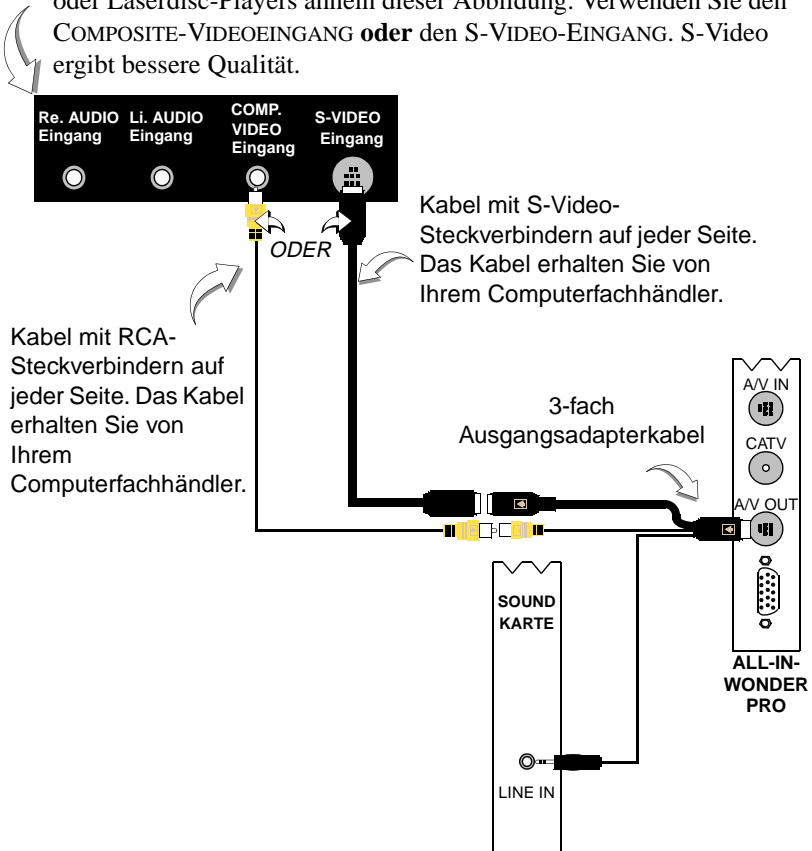 oder Laserdisc-Players ähneln dieser Abbildung. Verwenden Sie den
COMPOSITE-VIDEOEINGANG oder den S-VIDEO-EINGANG. S-Video
ergibt bessere Qualität.
Re. AUDIO
Eingang
Li. AUDIO
Eingang
COMP.
VIDEO
Eingang
S-VIDEO
Eingang
ODER
Kabel mit S-Video-
Steckverbindern auf jeder Seite.
Das Kabel erhalten Sie von
Ihrem Computerfachhändler.
Kabel mit RCA-
Steckverbindern auf
jeder Seite. Das Kabel
erhalten Sie von
Ihrem
Computerfachhändler.
3-fach
Ausgangsadapterkabel
A/V IN
CATV
A/V OUT
ALL-IN-
WONDER
PRO
SOUND
KARTE
LINE IN